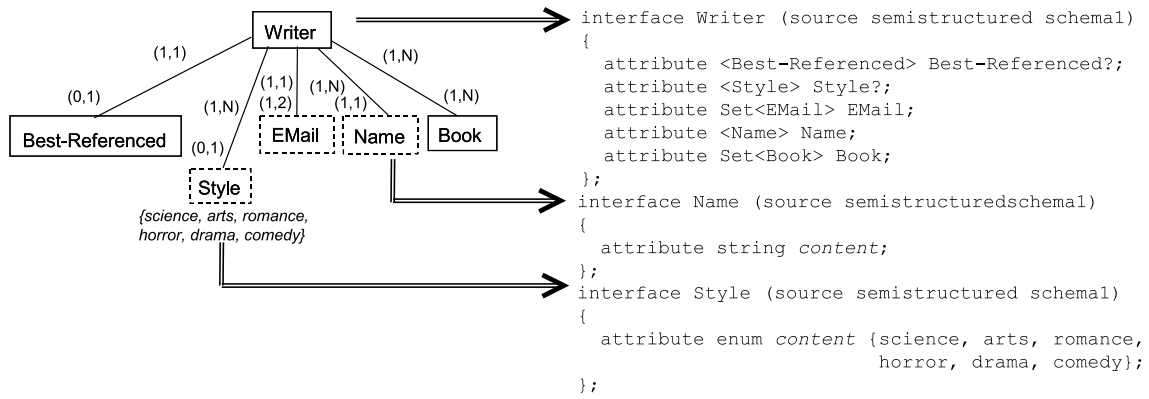 Writer
(1,1)
(0,1)
(1,N)
(0,1)
(1,1)
(1,2)
(1,N)
(1,1)
(1,N)
Best-Referenced
EMail
Name
Book
Style
{science, arts, romance,
horror, drama, comedy}
interface Writer (source semistructured schema1)
{
attribute <Best-Referenced> Best-Referenced?;
attribute <Style> Style?;
attribute Set<EMail> EMail;
attribute <Name> Name;
attribute Set<Book> Book;
};
interface Name (source semistructuredschema1)
{
attribute string content;
};
interface Style (source semistructured schema1)
{
attribute enum content {science, arts, romance,
horror, drama, comedy};
};